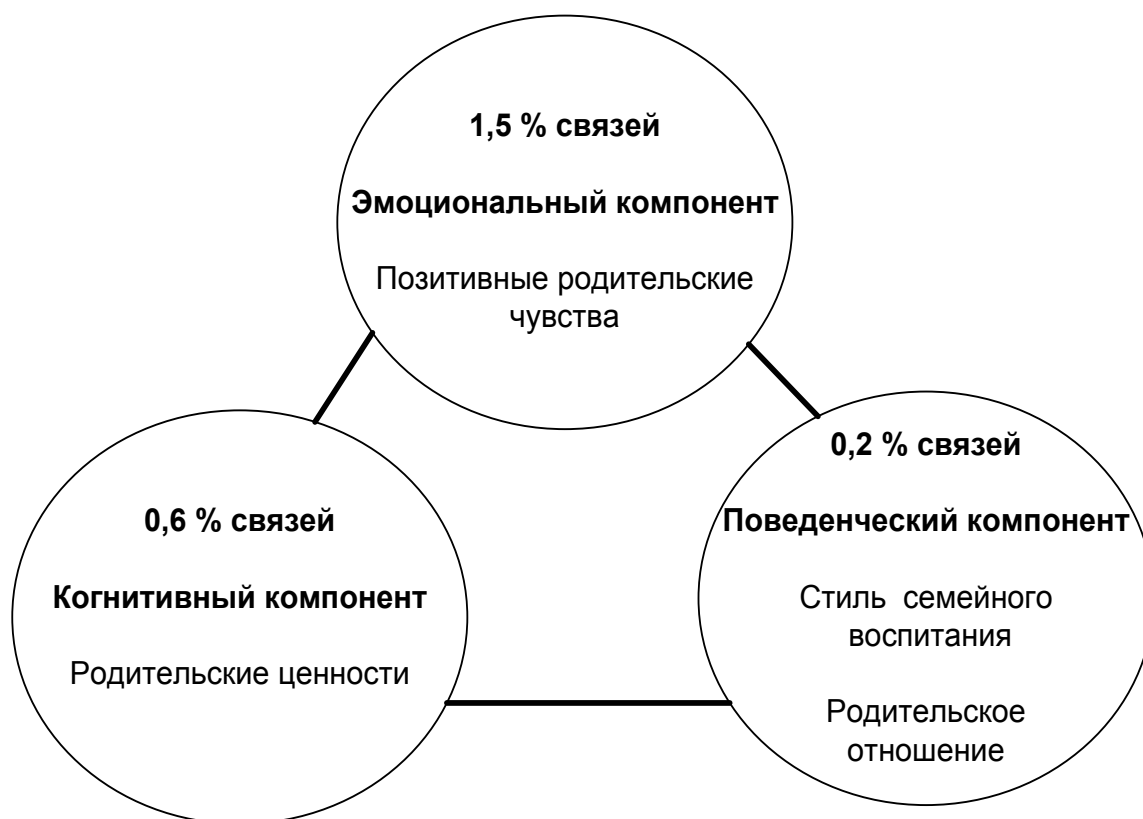 1,5 % связей
Эмоциональный компонент
Позитивные родительские
чувства
0,6 % связей
Когнитивный компонент
Родительские ценности
0,2 % связей
Поведенческий компонент
Стиль семейного
воспитания
Родительское
отношение